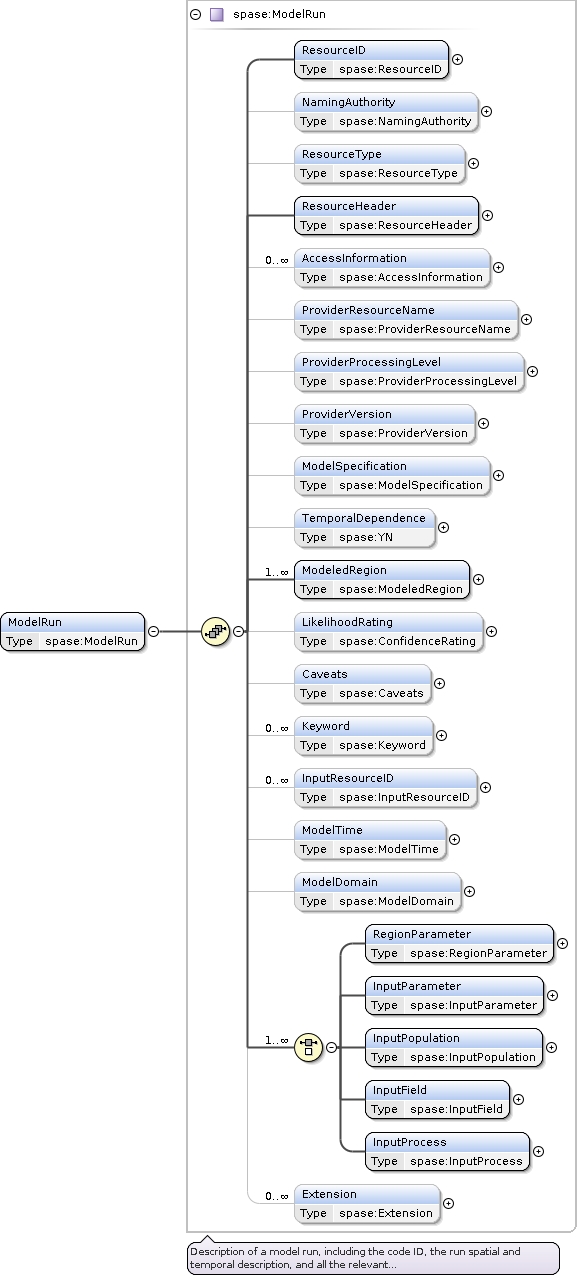 spase:ModelRun
ResourceID
Type spase:ResourceID
NamingAuthority
Type spase:NamingAuthority
ResourceType
Type spase:ResourceType
ResourceHeader
Type spase:ResourceHeader
0..∞
AccessInformation
Type spase:AccessInformation
ProviderResourceName
Type spase:ProviderResourceName
ProviderProcessingLevel
Type spase:ProviderProcessingLevel
ProviderVersion
Type spase:ProviderVersion
ModelSpecification
Type spase:ModelSpecification
TemporalDependence
Type spase:YN
1..∞
ModeledRegion
Type spase:ModeledRegion
ModelRun
Type spase:ModelRun
LikelihoodRating
Type spase:ConfidenceRating
Caveats
Type spase:Caveats
0..∞
Keyword
Type spase:Keyword
0..∞
InputResourceID
Type spase:InputResourceID
ModelTime
Type spase:ModelTime
ModelDomain
Type spase:ModelDomain
1..∞
RegionParameter
Type spase:RegionParameter
InputParameter
Type spase:InputParameter
InputPopulation
Type spase:InputPopulation
InputField
Type spase:InputField
InputProcess
Type spase:InputProcess
0..∞
Extension
Type spase:Extension
Description of a model run, including the code ID, the run spatial and
temporal description, and all the relevant...